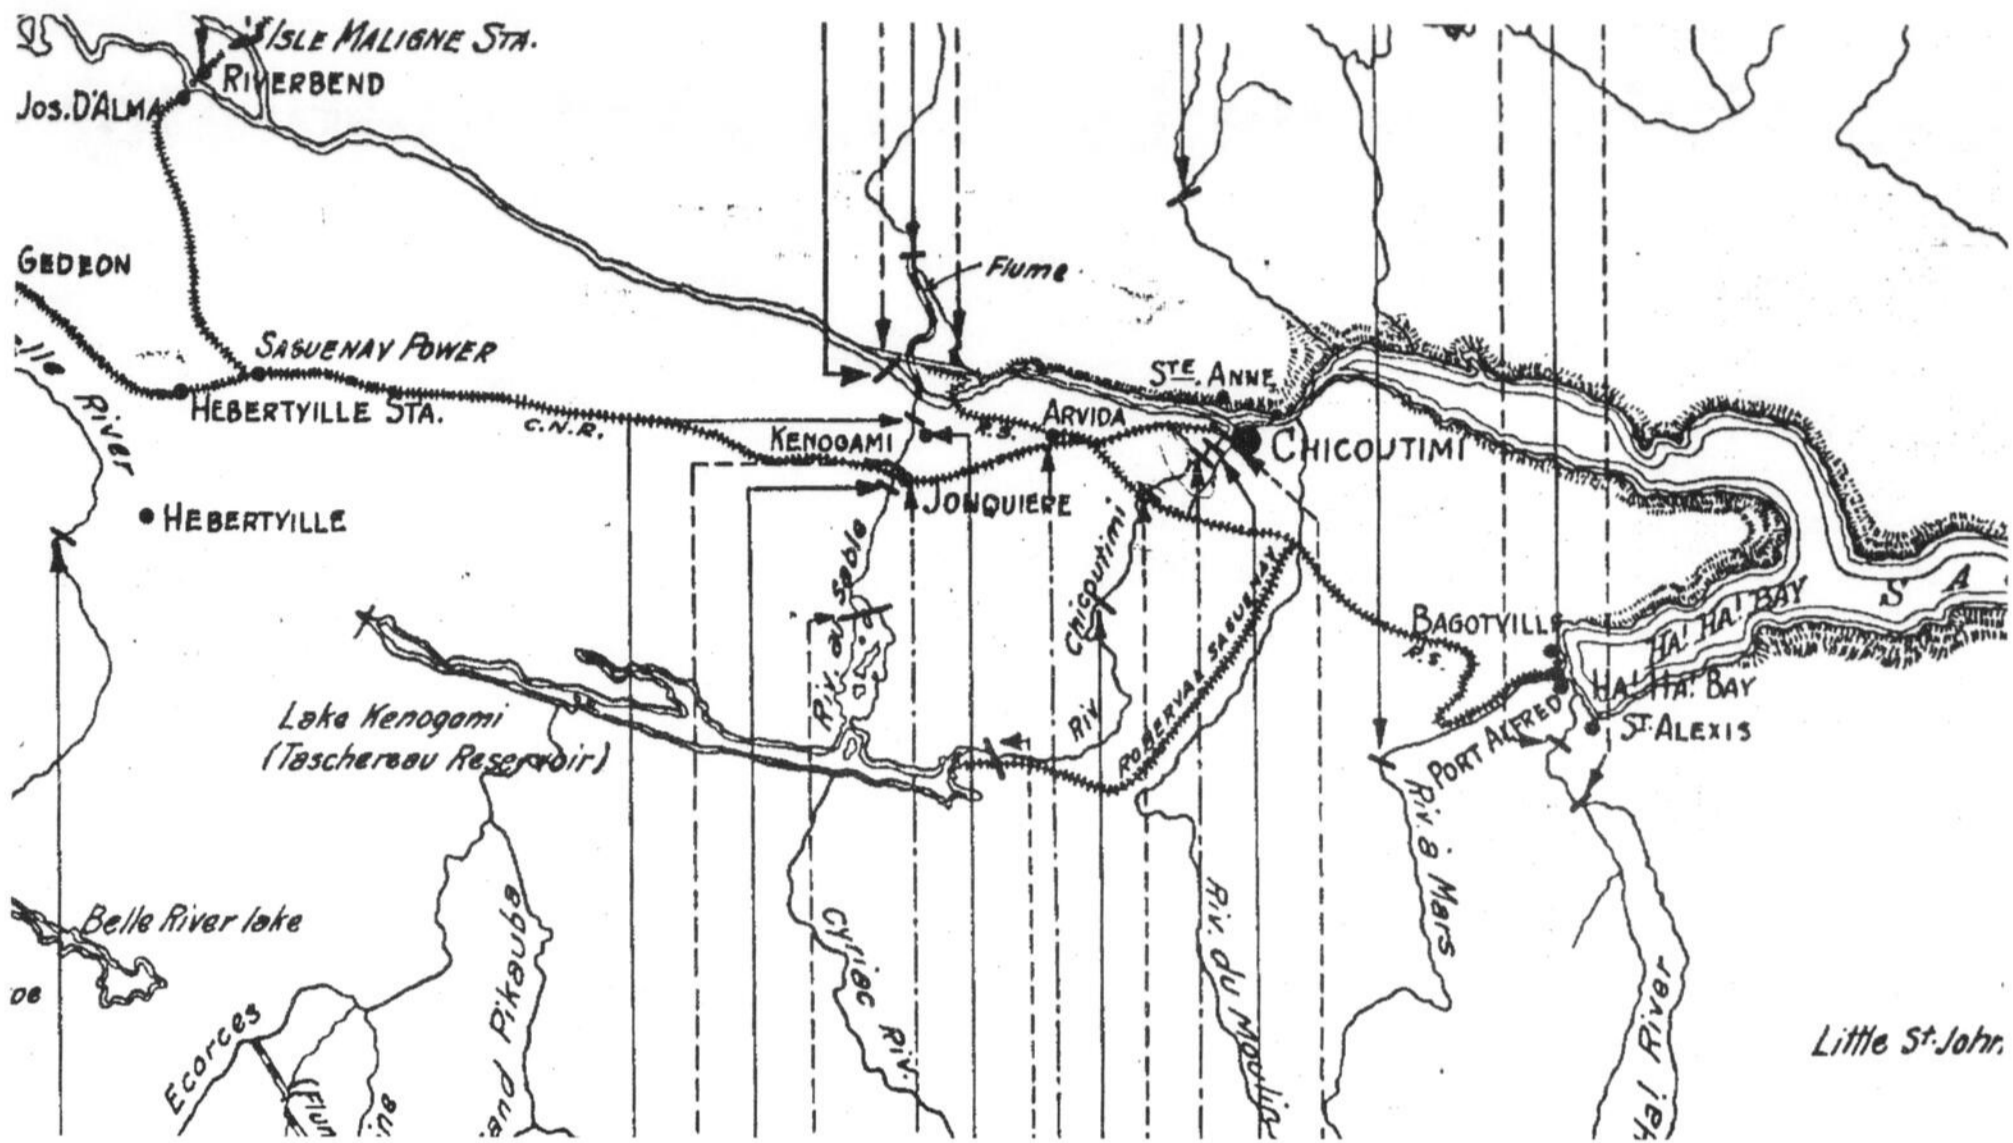 ISLE MALIGNE STA.
RIVERBEND
JOS. D'ALMA
GEDEON
Flume
SAGUENAY POWER
STE. ANNE
HEBERTVILLE STA.
C.N.R.
KENOGAMI
R.S.
ARVIDA
CHICOUTIMI
River
HEBERTVILLE
JONQUIERE
Riv. au Sable
Riv. Chicoutimi
ROBERVAL SAGUENAY
BAGOTVILLE
R.S.
HA! HA! BAY
S A
HA! HA! BAY
PORT ALFRED
ST. ALEXIS
Lake Kenogami
(Taschereau Reservoir)
Riv. à Mars
Belle River lake
Pikauba
Cyriac Riv.
Riv. du Moulin
River
Ecorces
Little St. John